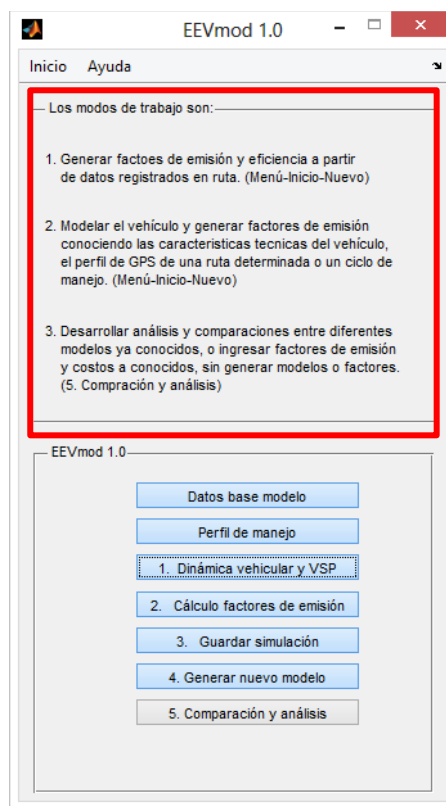 EEVmod 1.0
Inicio Ayuda
Los modos de trabajo son:
1. Generar factoes de emisión y eficiencia a partir
de datos registrados en ruta. (Menú-Inicio-Nuevo)
2. Modelar el vehículo y generar factores de emisión
conociendo las caracteristicas tecnicas del vehículo,
el perfil de GPS de una ruta determinada o un ciclo de
manejo. (Menú-Inicio-Nuevo)
3. Desarrollar análisis y comparaciones entre diferentes
modelos ya conocidos, o ingresar factores de emisión
y costos a conocidos, sin generar modelos o factores.
(5. Compración y análisis)
EEVmod 1.0
Datos base modelo
Perfil de manejo
1. Dinámica vehicular y VSP
2. Cálculo factores de emisión
3. Guardar simulación
4. Generar nuevo modelo
5. Comparación y análisis